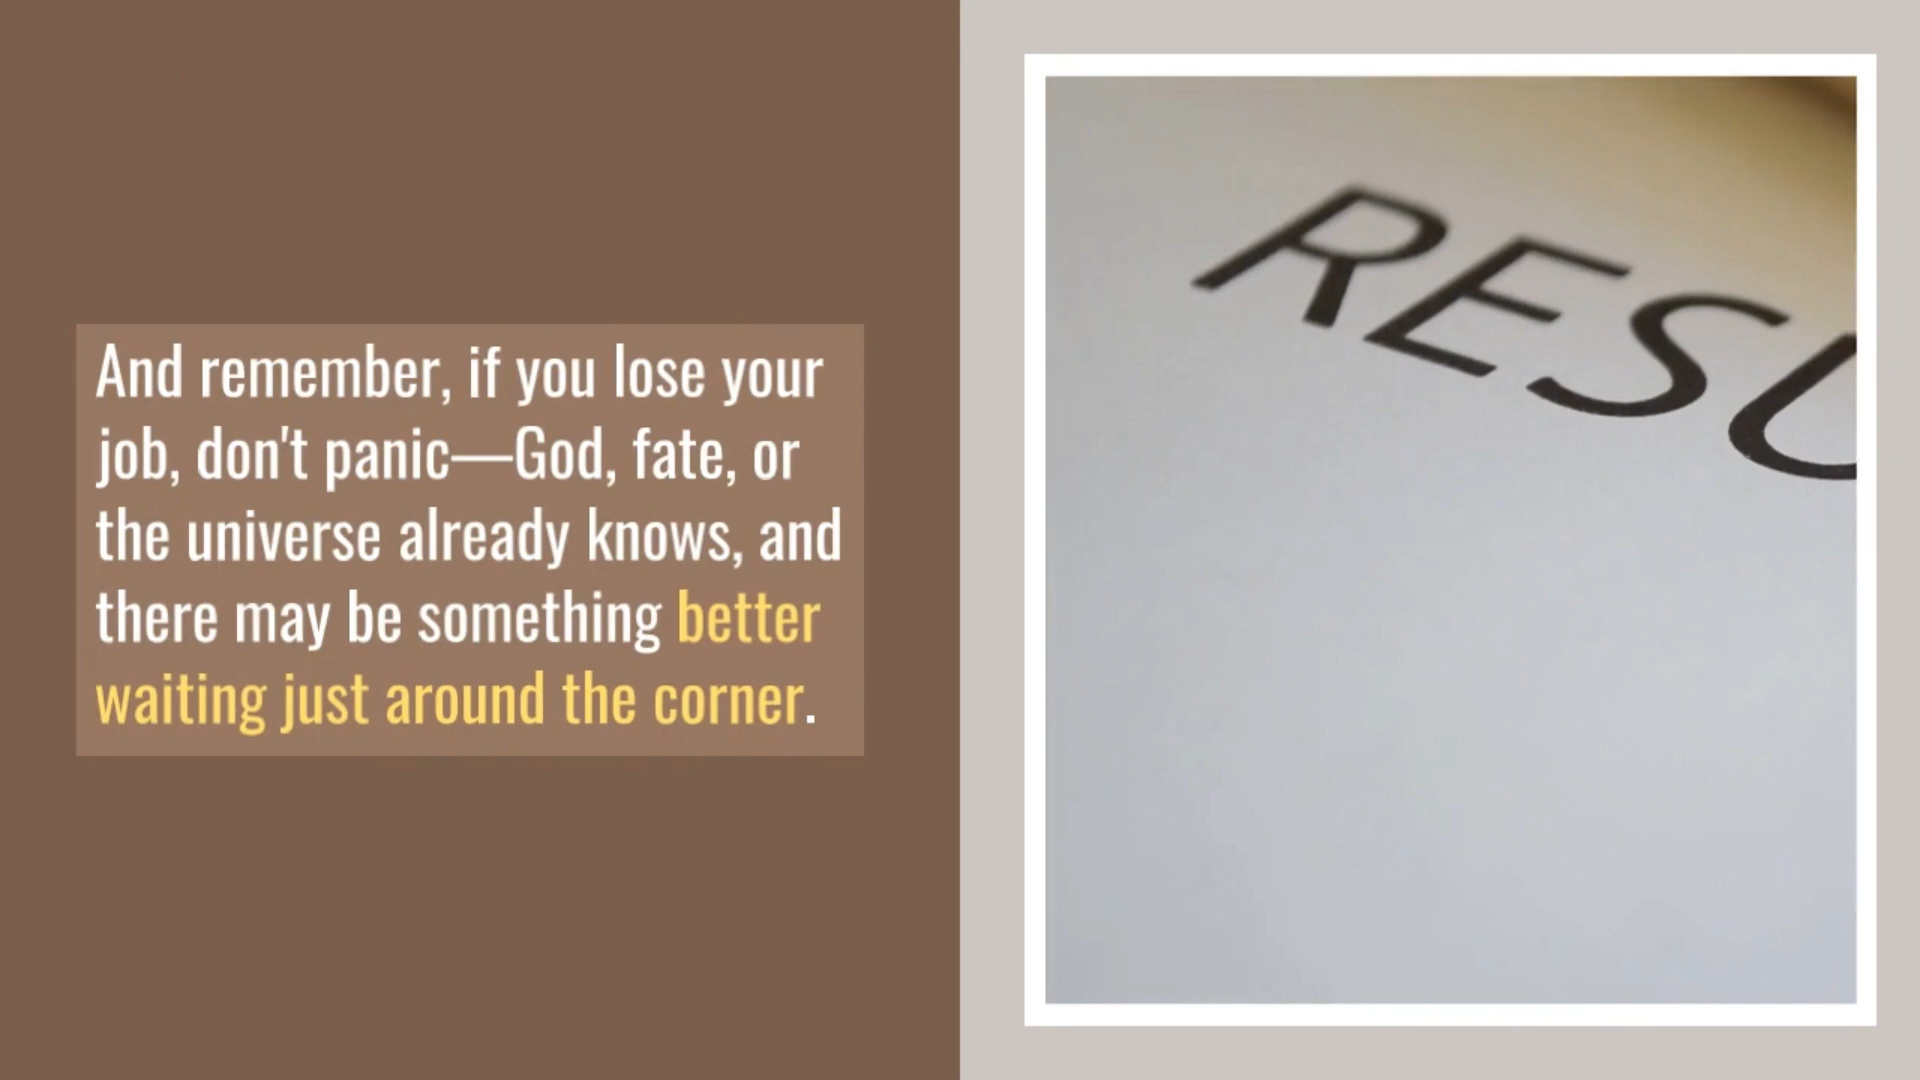 And remember, if you lose your
job, don't panic—God, fate, or
the universe already knows, and
there may be something better
waiting just around the corner.
RESU